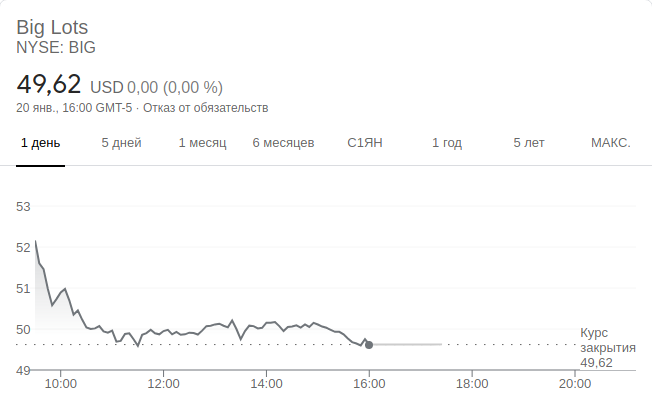 Big Lots
NYSE: BIG
49,62 USD 0,00 (0,00 %)
20 янв., 16:00 GMT-5 · Отказ от обязательств
1 день 5 дней 1 месяц 6 месяцев С1ЯН 1 год 5 лет МАКС.
53
52
51
50
49
Курс
закрытия
49,62
10:00 12:00 14:00 16:00 18:00 20:00